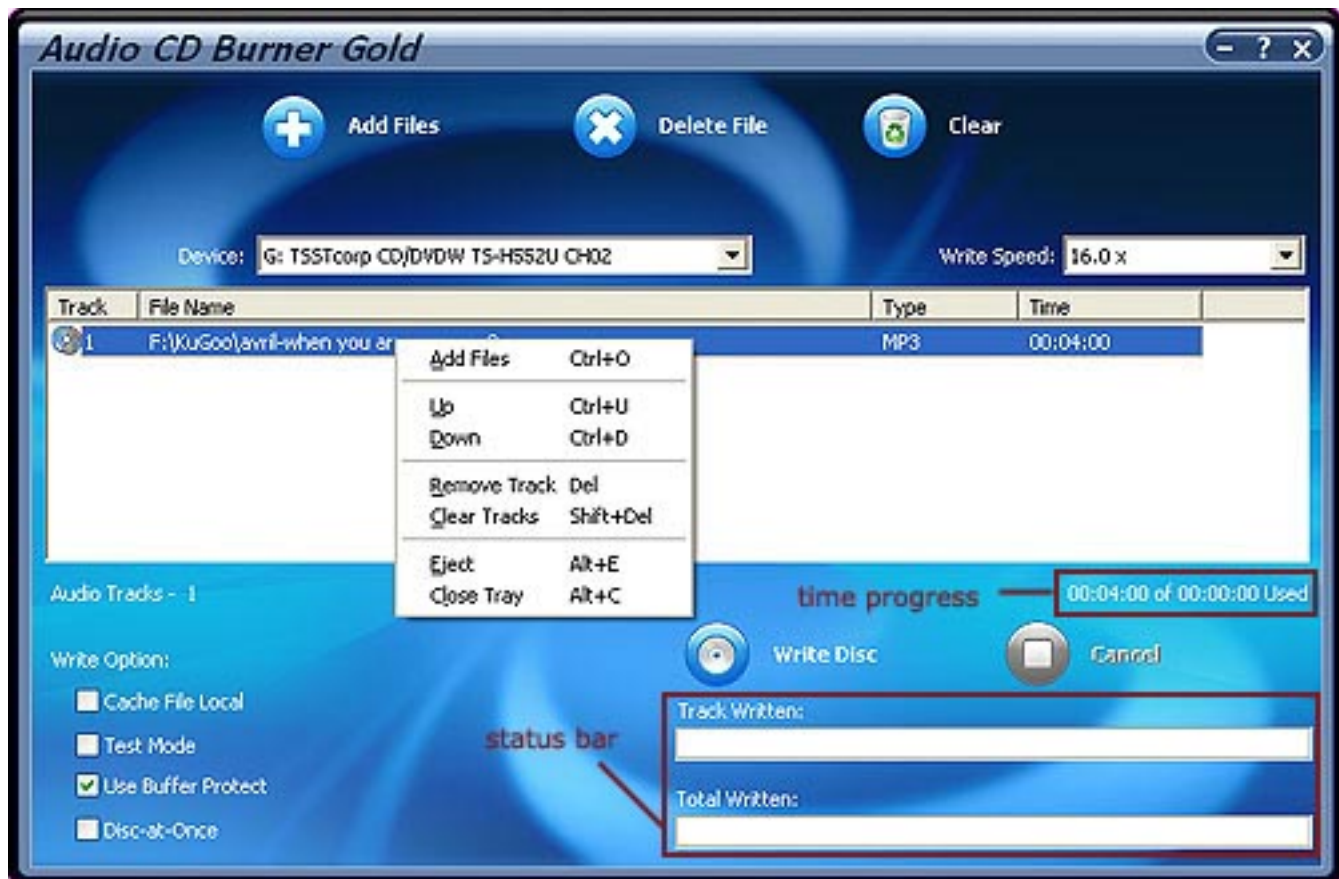 Audio CD Burner Gold
Add Files
Delete File
Clear
Device: G: TSSTcorp CD/DVDW TS-H552U CH02
Write Speed: 16.0 x
Track File Name Type Time
1 F:\KuGoo\avril-when you ar MP3 00:04:00
Add Files Ctrl+O
Up Ctrl+U
Down Ctrl+D
Remove Track Del
Clear Tracks Shift+Del
Eject Alt+E
Close Tray Alt+C
Audio Tracks - 1
time progress
00:04:00 of 00:00:00 Used
Write Disc
Cancel
Write Option:
Cache File Local
Test Mode
Use Buffer Protect
Disc-at-Once
status bar
Track Written:
Total Written: